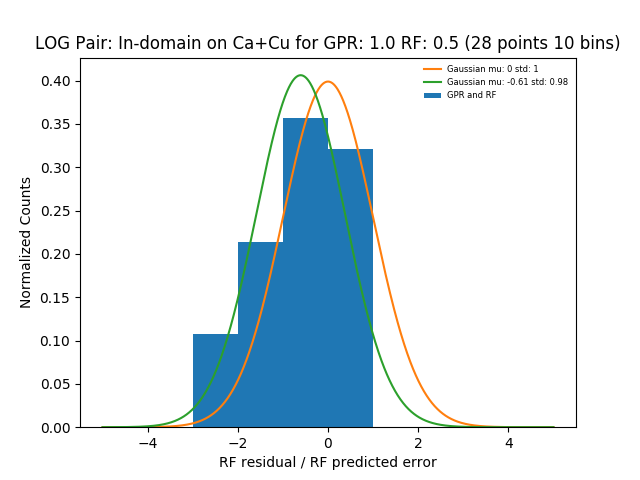 LOG Pair: In-domain on Ca+Cu for GPR: 1.0 RF: 0.5 (28 points 10 bins)
Gaussian mu: 0 std: 1
Gaussian mu: -0.61 std: 0.98
GPR and RF
Normalized Counts
0.40
0.35
0.30
0.25
0.20
0.15
0.10
0.05
0.00
−4 −2 0 2 4
RF residual / RF predicted error